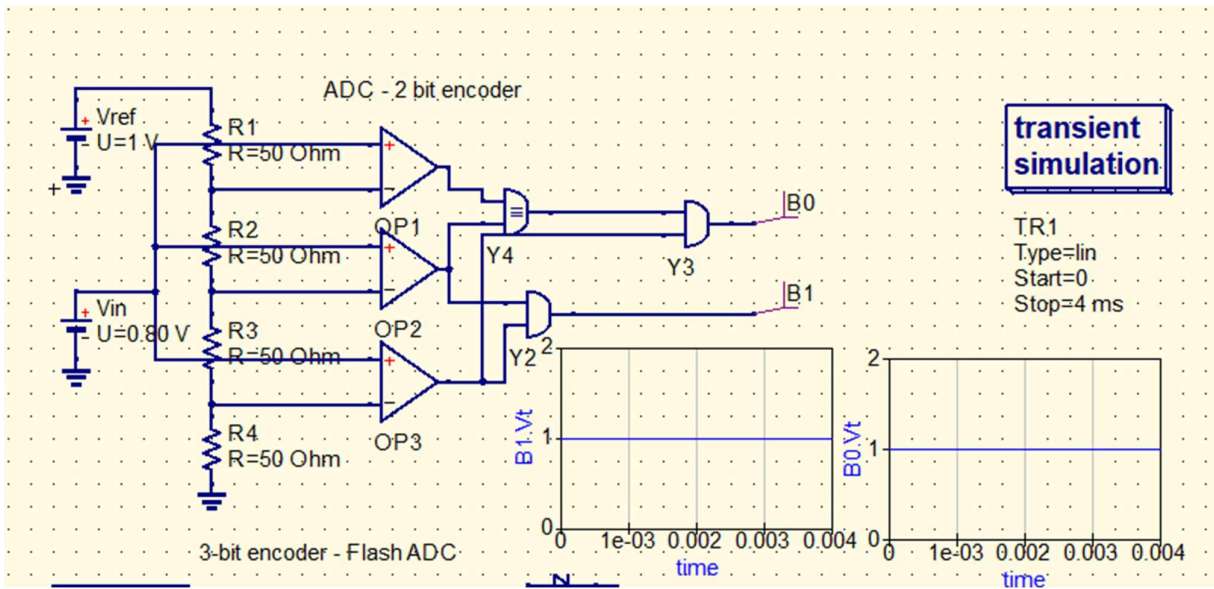 ADC - 2 bit encoder
Vref
U=1 V
R1
R=50 Ohm
OP1
R2
R=50 Ohm
OP2
Vin
U=0.80 V
R3
R=50 Ohm
OP3
R4
R=50 Ohm
Y4
Y3
Y2
B0
B1
transient
simulation
TR1
Type=lin
Start=0
Stop=4 ms
B1.Vt
2
1
0
0 1e-03 0.002 0.003 0.004
time
B0.Vt
2
1
0
0 1e-03 0.002 0.003 0.004
time
3-bit encoder - Flash ADC